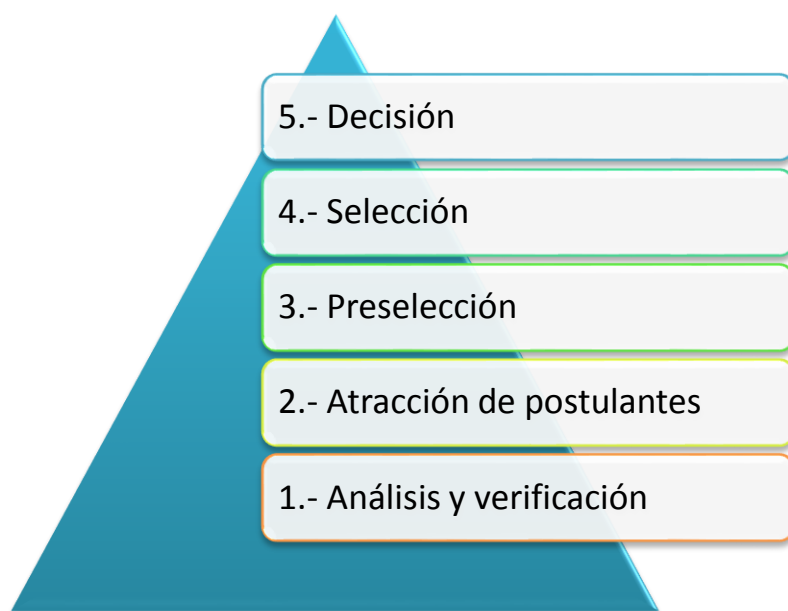 5.- Decisión
4.- Selección
3.- Preselección
2.- Atracción de postulantes
1.- Análisis y verificación